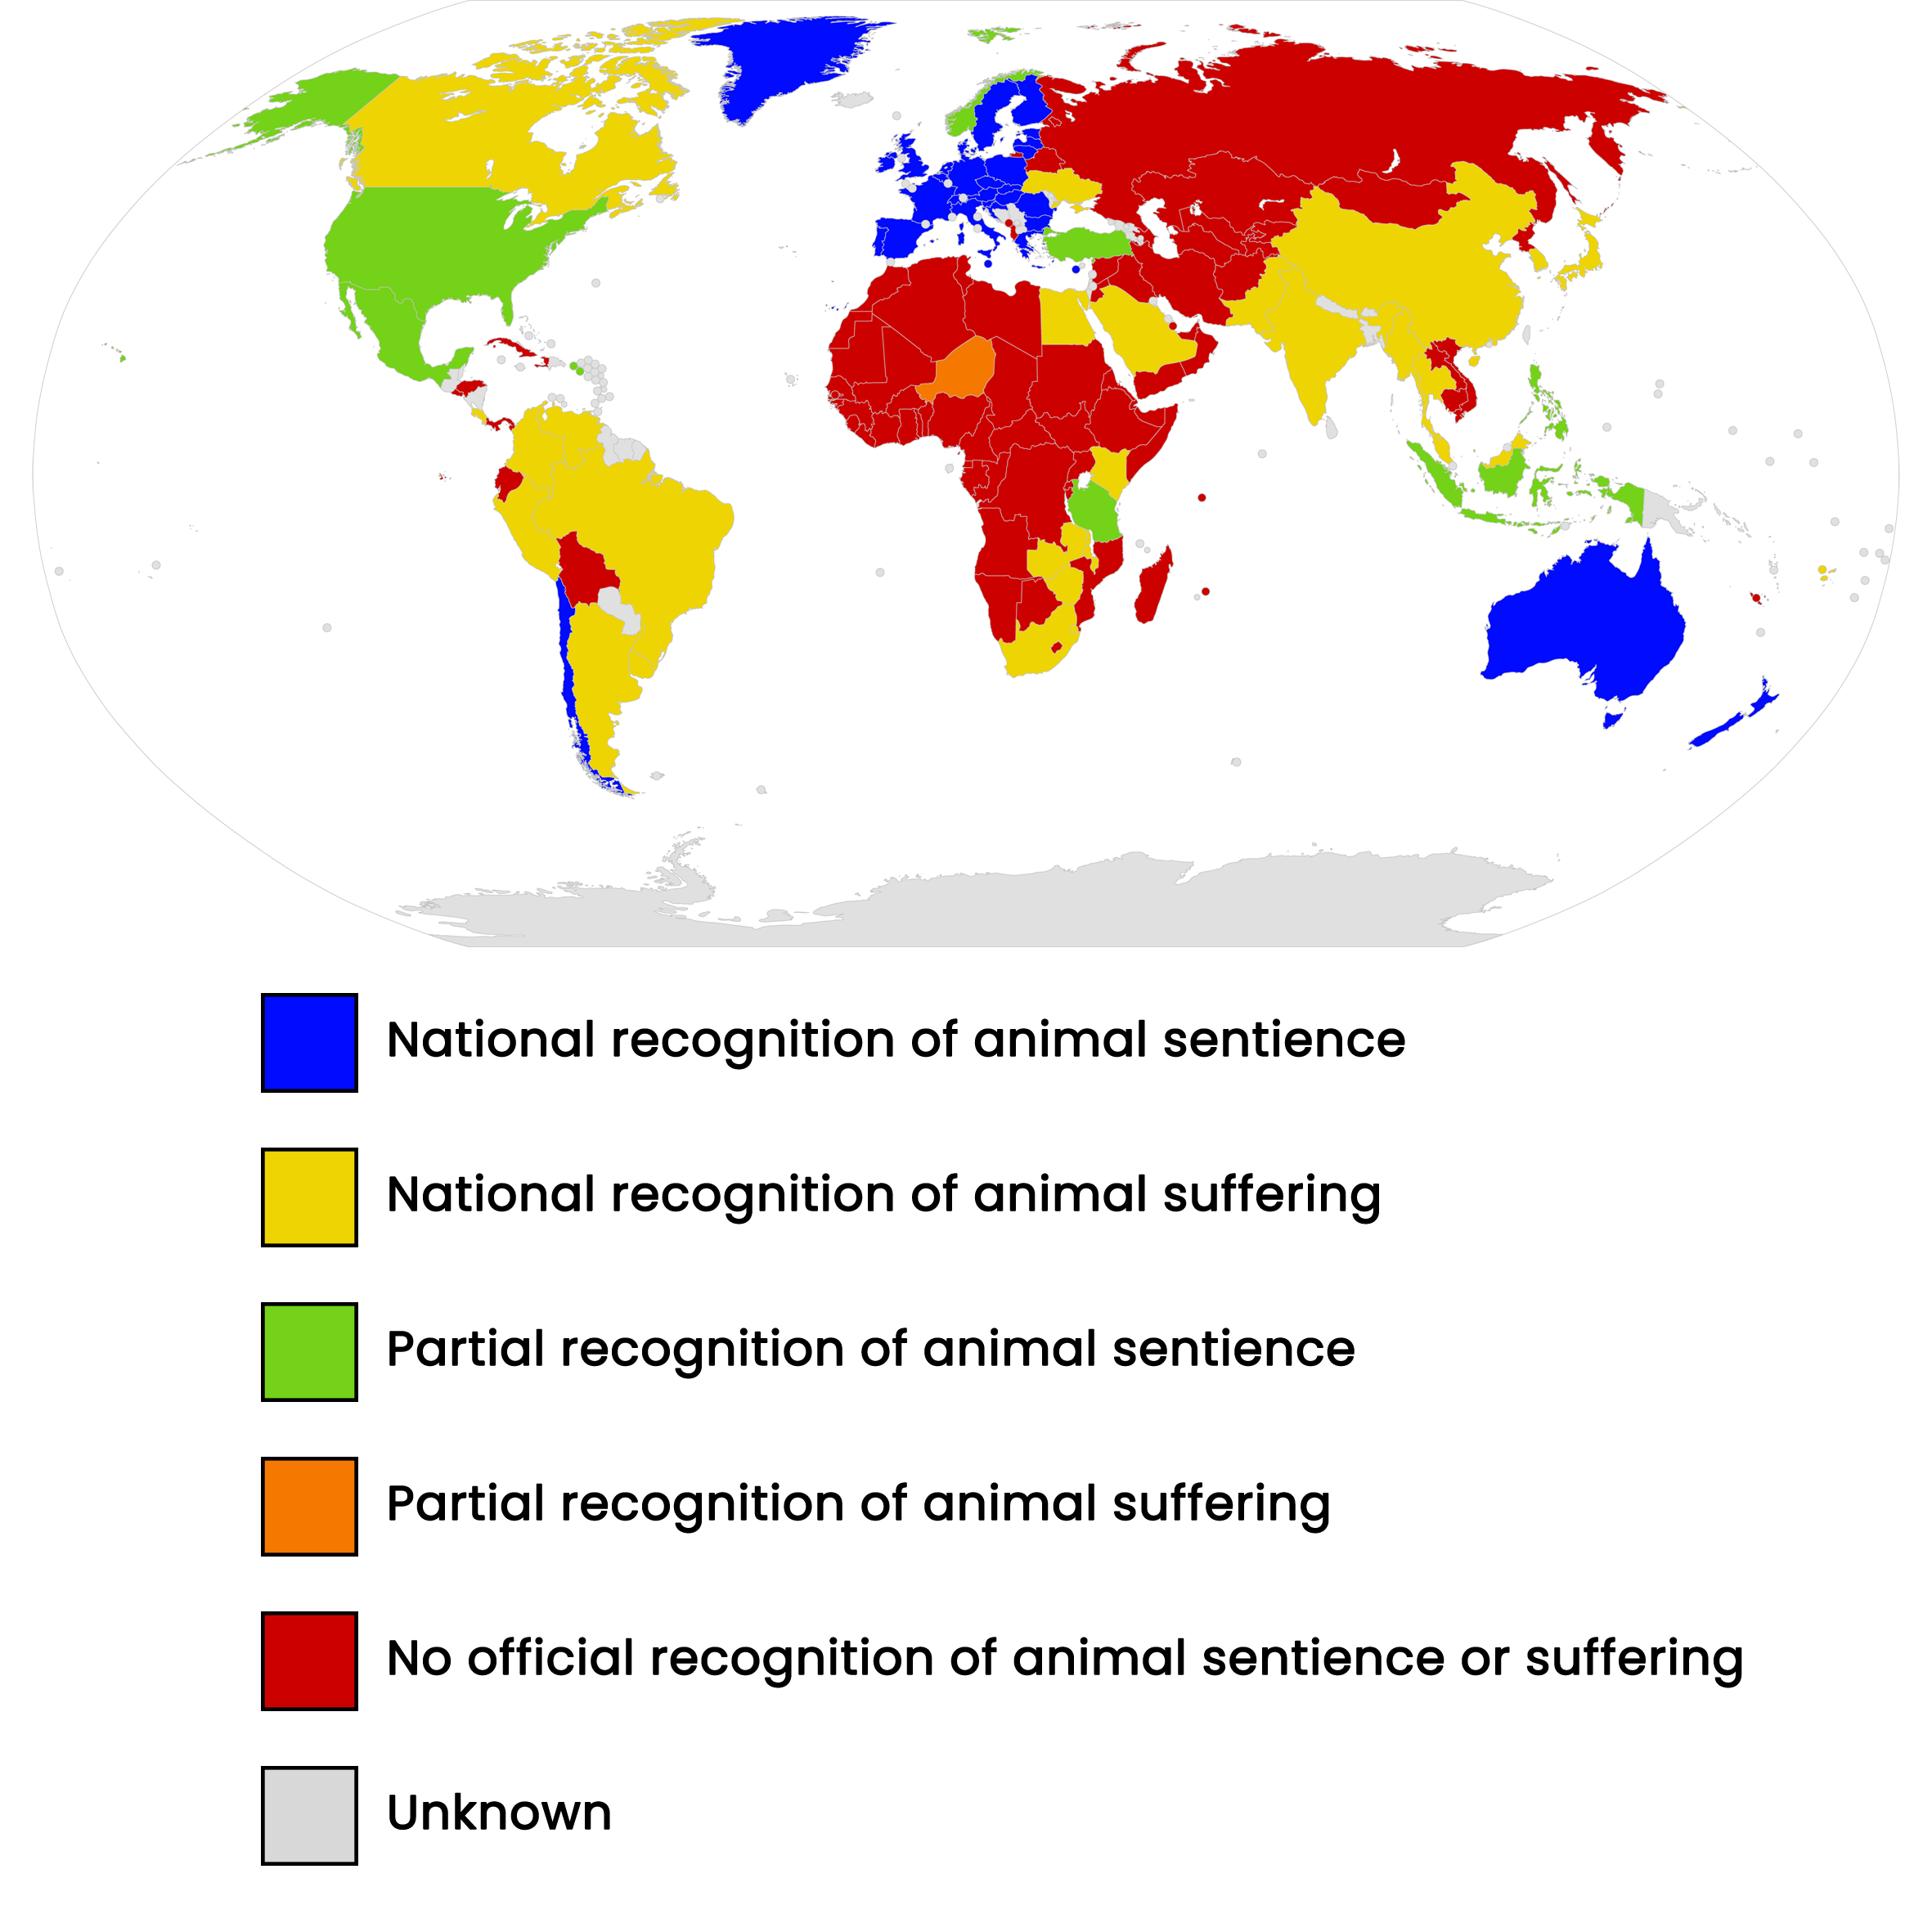 National recognition of animal sentience
National recognition of animal suffering
Partial recognition of animal sentience
Partial recognition of animal suffering
No official recognition of animal sentience or suffering
Unknown